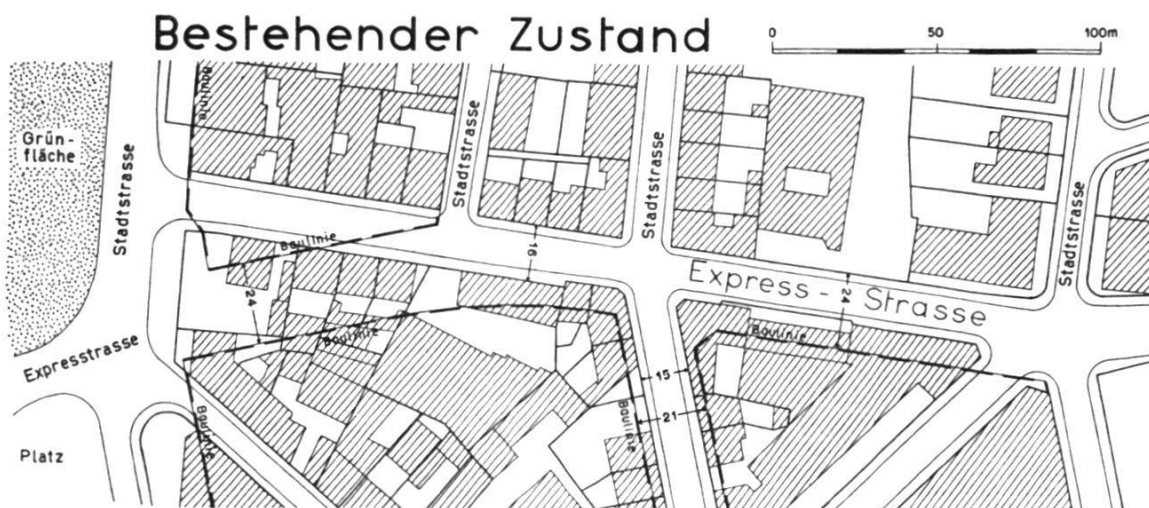 Bestehender Zustand
0 50 100m
Baulinie
Grün-
fläche
Stadtstrasse
Stadtstrasse
Stadtstrasse
Stadtstrasse
Baulinie
16
Express - Strasse
24
24
Baulinie
Baulinie
Expresstrasse
15
21
Baulinie
Baulinie
Platz